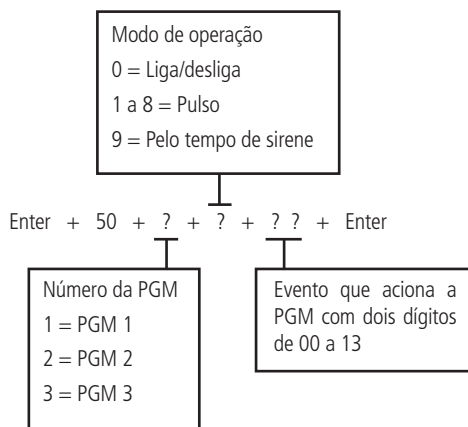 Modo de operação
0 = Liga/desliga
1 a 8 = Pulso
9 = Pelo tempo de sirene
Enter + 50 + ? + ? + ? ? + Enter
Número da PGM
1 = PGM 1
2 = PGM 2
3 = PGM 3
Evento que aciona a
PGM com dois dígitos
de 00 a 13